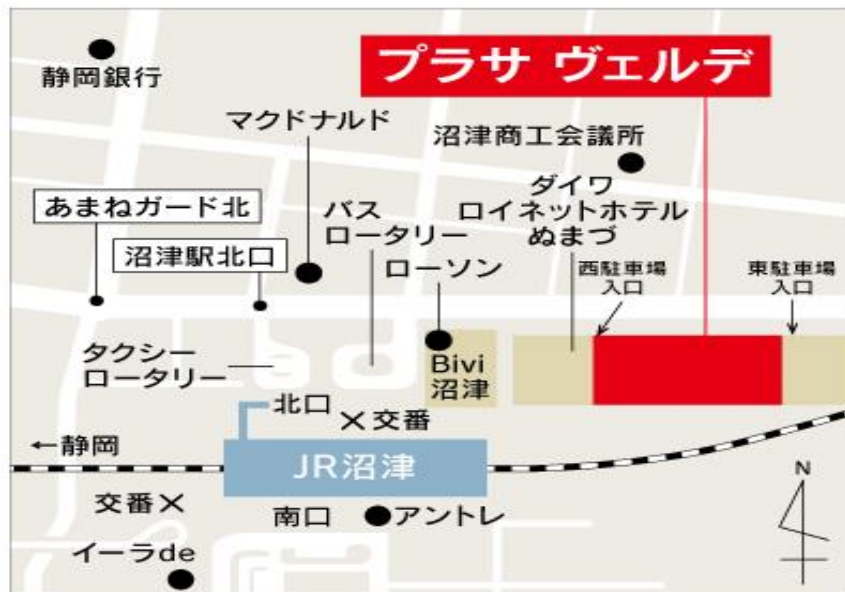 静岡銀行
プラサ ヴェルデ
マクドナルド
沼津商工会議所
あまねガード北
沼津駅北口
バス
ロータリー
ローソン
ダイワ
ロイネットホテル
ぬまづ
西駐車場
入口
東駐車場
入口
タクシー
ロータリー
Bivi
沼津
北口
交番
←静岡
JR沼津
交番
南口
アントレ
イーラde
N